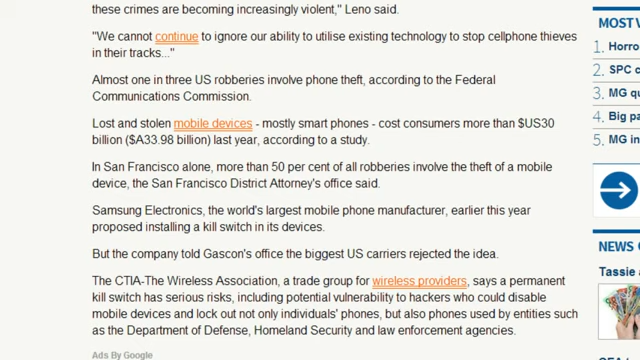 these crimes are becoming increasingly violent," Leno said.
"We cannot continue to ignore our ability to utilise existing technology to stop cellphone thieves
in their tracks..."
Almost one in three US robberies involve phone theft, according to the Federal
Communications Commission.
Lost and stolen mobile devices - mostly smart phones - cost consumers more than $US30
billion ($A33.98 billion) last year, according to a study.
In San Francisco alone, more than 50 per cent of all robberies involve the theft of a mobile
device, the San Francisco District Attorney's office said.
Samsung Electronics, the world's largest mobile phone manufacturer, earlier this year
proposed installing a kill switch in its devices.
But the company told Gascon's office the biggest US carriers rejected the idea.
The CTIA-The Wireless Association, a trade group for wireless providers, says a permanent
kill switch has serious risks, including potential vulnerability to hackers who could disable
mobile devices and lock out not only individuals' phones, but also phones used by entities such
as the Department of Defense, Homeland Security and law enforcement agencies.
Ads By Google
MOST V
1. Horro
2. SPC c
3. MG qu
4. Big pa
5. MG in
NEWS
Tassie a